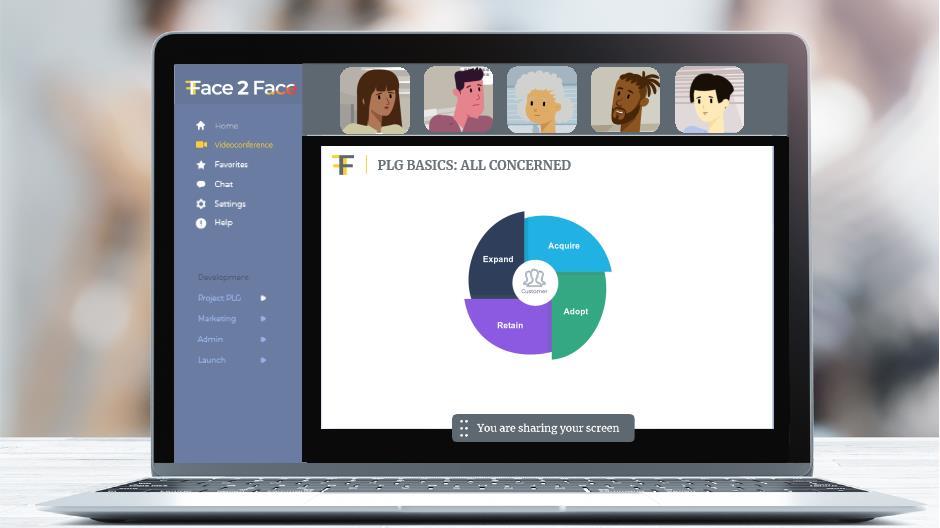 Face 2 Face
Home
Videoconference
Favorites
Chat
Settings
Help
Development
Project PLG
Marketing
Admin
Launch
PLG BASICS: ALL CONCERNED
Expand
Acquire
Customer
Retain
Adopt
You are sharing your screen